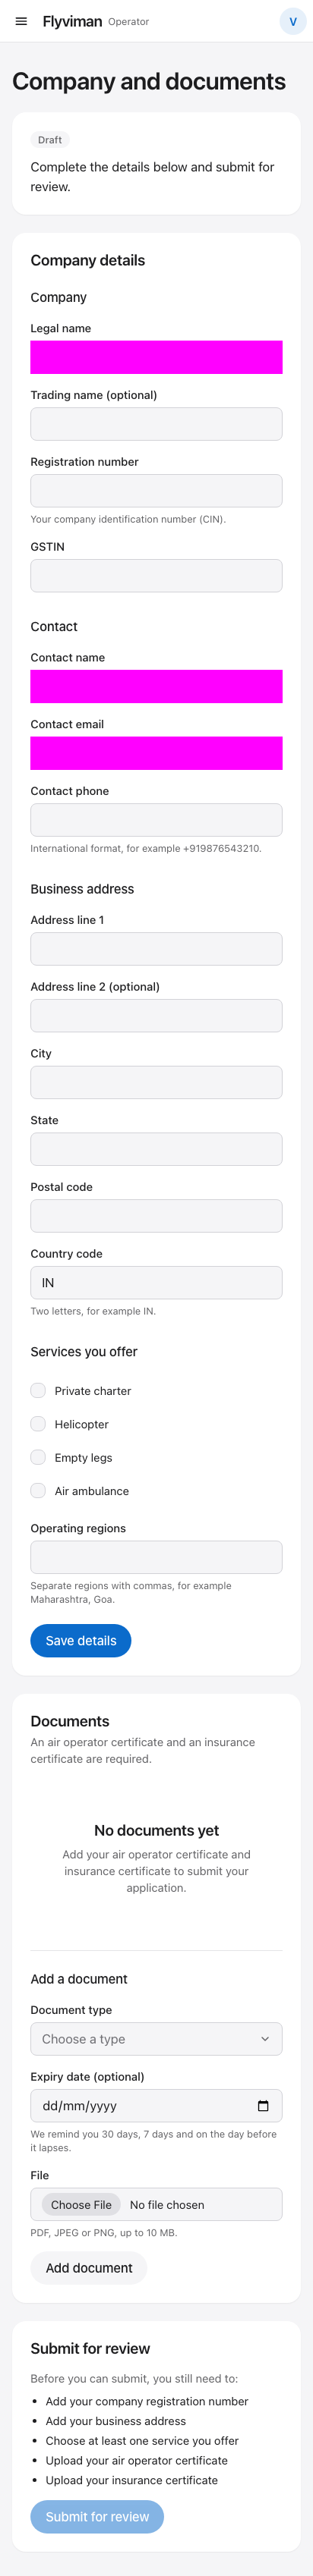 Flyviman Operator
V
Company and documents
Draft
Complete the details below and submit for
review.
Company details
Company
Legal name
Trading name (optional)
Registration number
Your company identification number (CIN).
GSTIN
Contact
Contact name
Contact email
Contact phone
International format, for example +919876543210.
Business address
Address line 1
Address line 2 (optional)
City
State
Postal code
Country code
IN
Two letters, for example IN.
Services you offer
Private charter
Helicopter
Empty legs
Air ambulance
Operating regions
Separate regions with commas, for example
Maharashtra, Goa.
Save details
Documents
An air operator certificate and an insurance
certificate are required.
No documents yet
Add your air operator certificate and
insurance certificate to submit your
application.
Add a document
Document type
Choose a type
Expiry date (optional)
dd/mm/yyyy
We remind you 30 days, 7 days and on the day before
it lapses.
File
Choose File No file chosen
PDF, JPEG or PNG, up to 10 MB.
Add document
Submit for review
Before you can submit, you still need to:
• Add your company registration number
• Add your business address
• Choose at least one service you offer
• Upload your air operator certificate
• Upload your insurance certificate
Submit for review